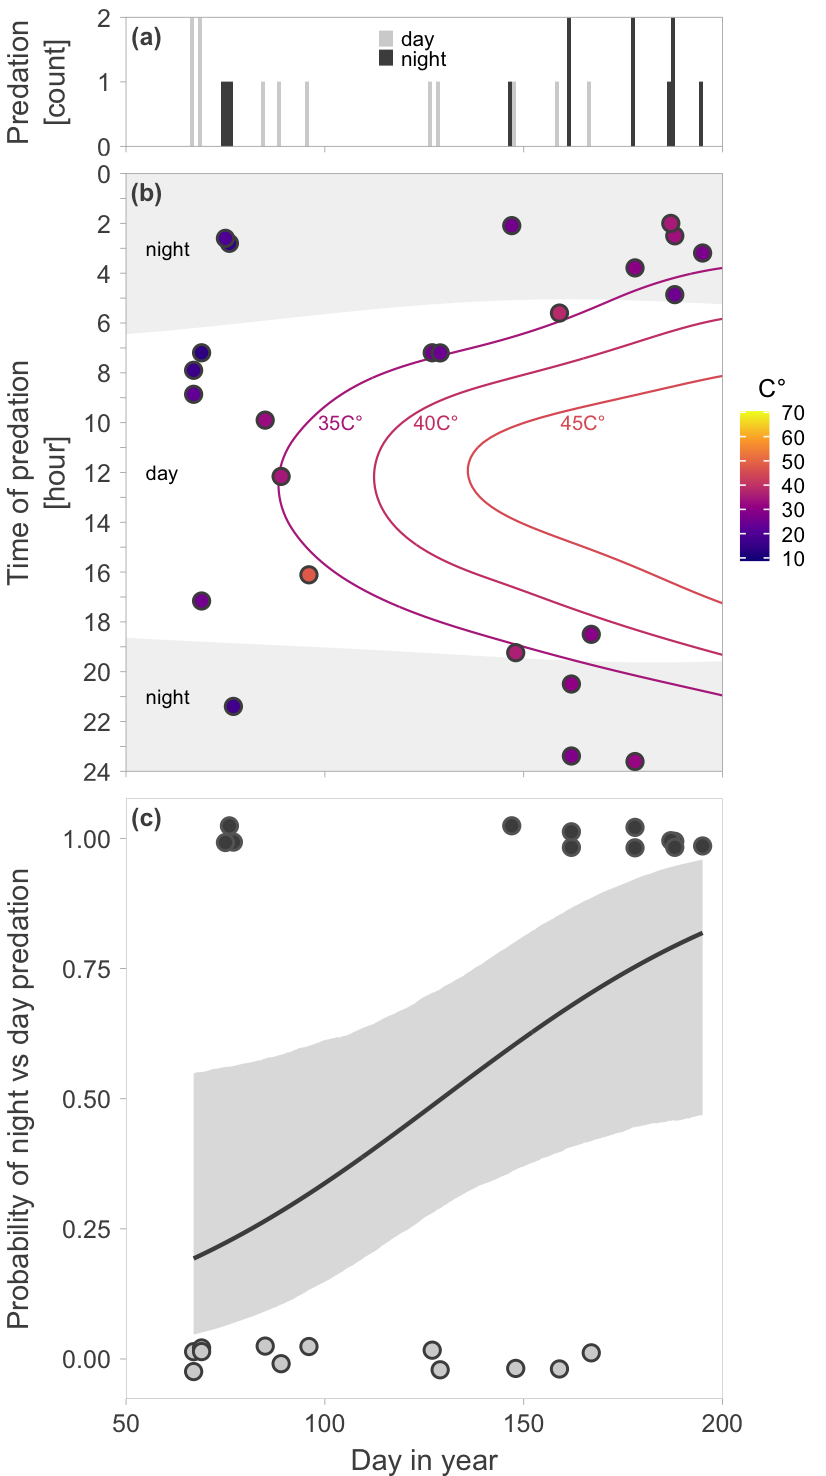 Predation
[count]
2
1
0
(a)
day
night
Time of predation
[hour]
0
2
4
6
8
10
12
14
16
18
20
22
24
(b)
night
day
night
35C°
40C°
45C°
C°
70
60
50
40
30
20
10
Probability of night vs day predation
1.00
0.75
0.50
0.25
0.00
(c)
50
100
150
200
Day in year